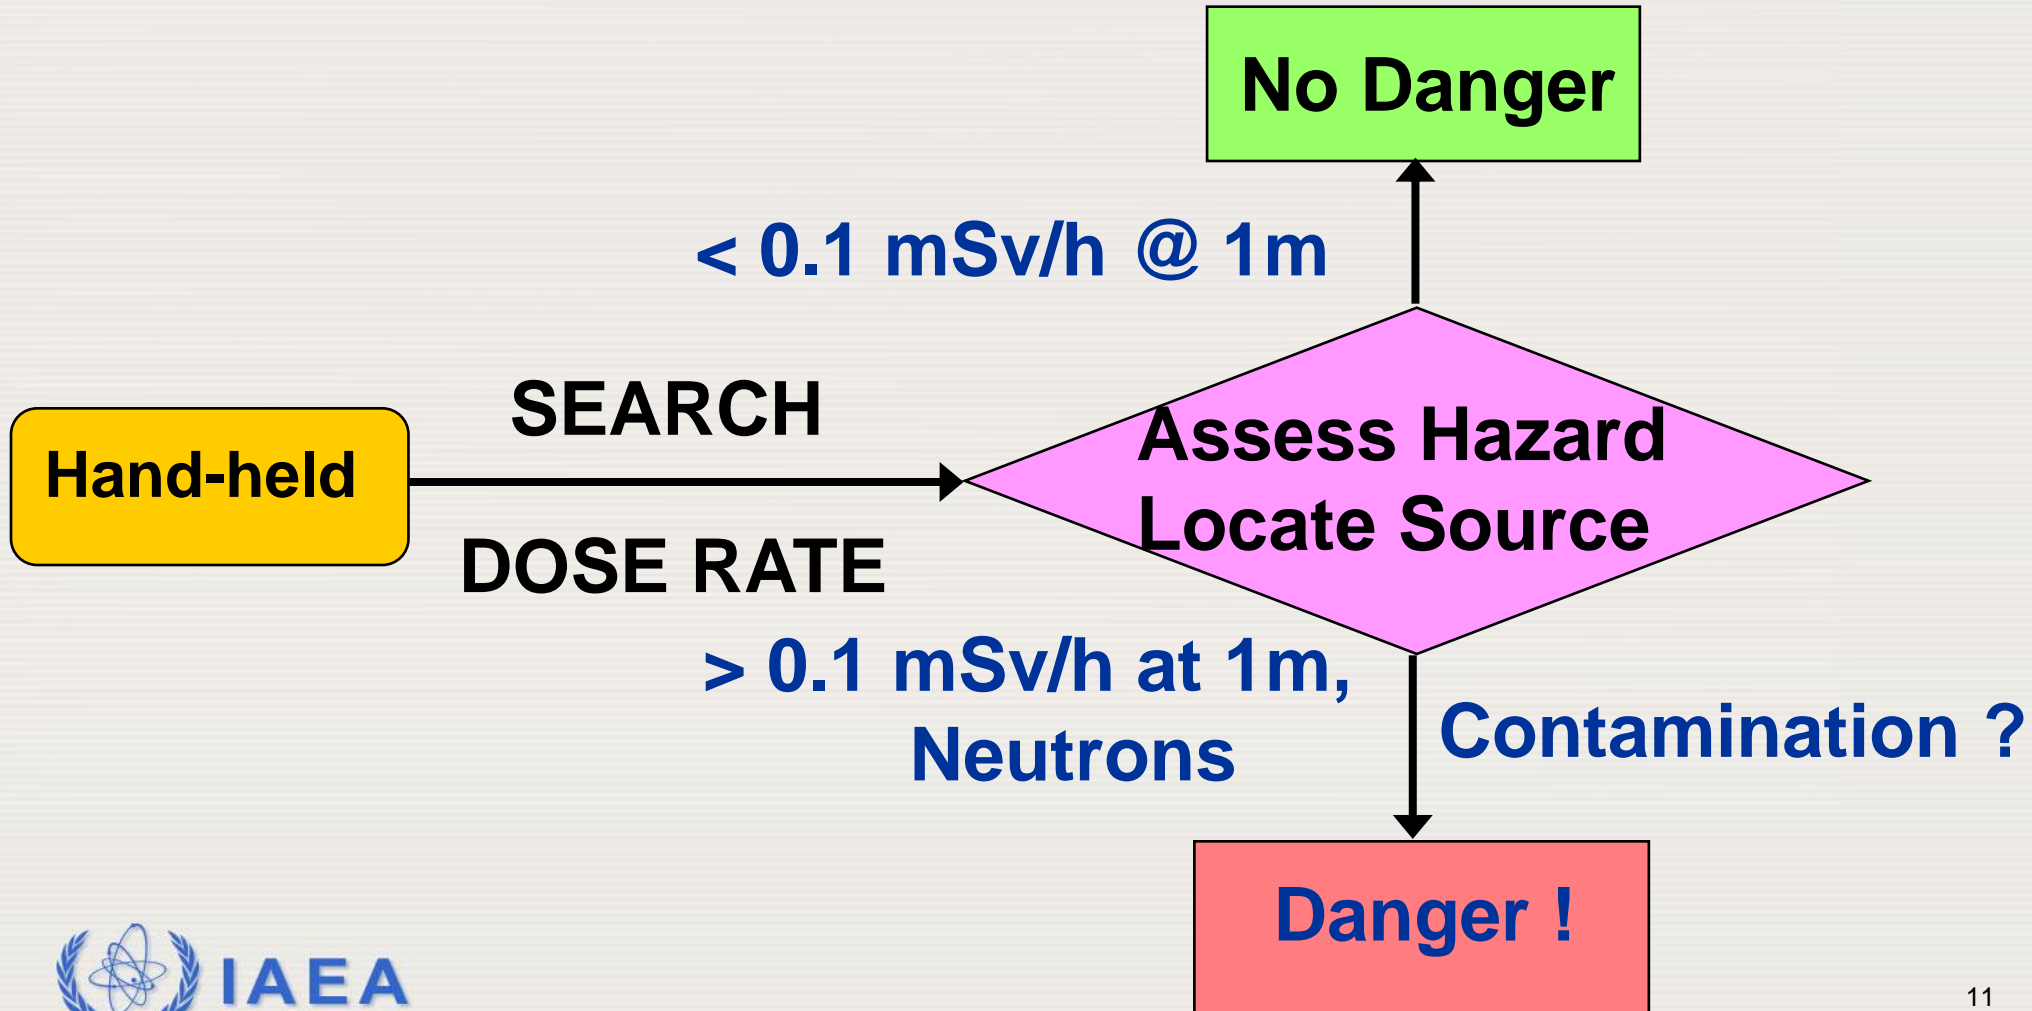 No Danger
< 0.1 mSv/h @ 1m
SEARCH
Hand-held
Assess Hazard
Locate Source
DOSE RATE
> 0.1 mSv/h at 1m,
Neutrons
Contamination ?
Danger !
IAEA
11